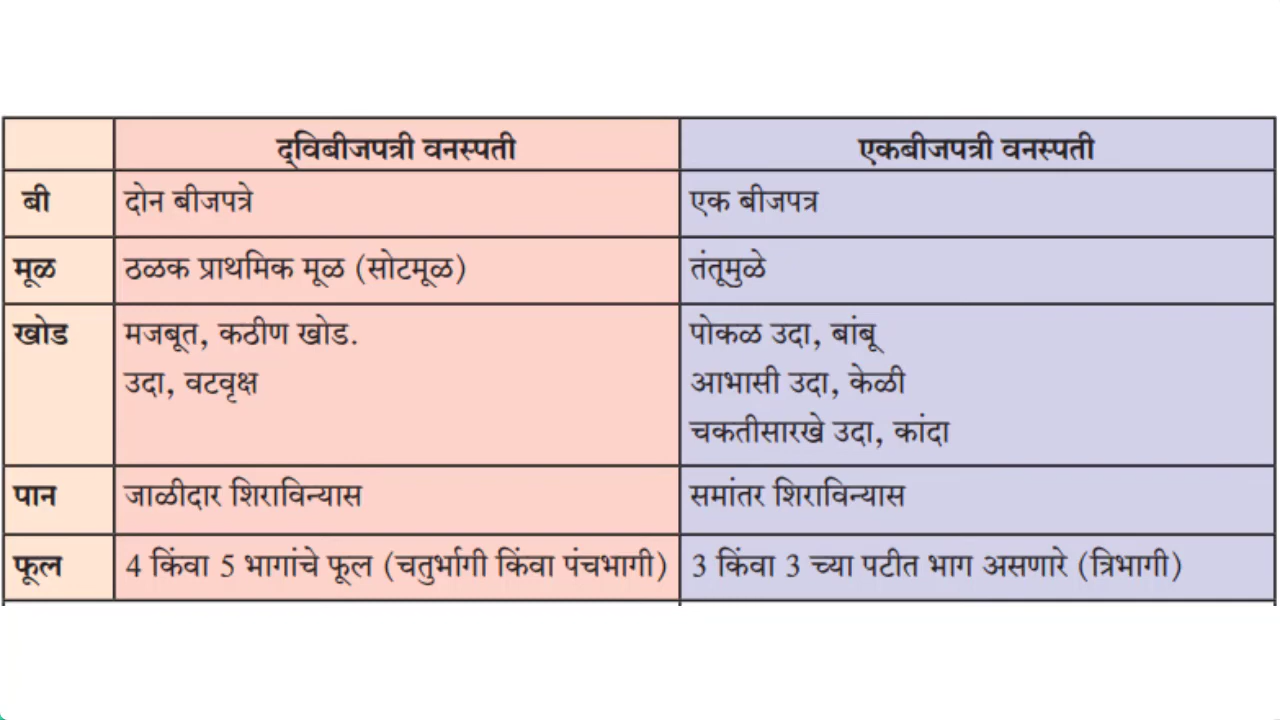 द्‌विबीजपत्री वनस्पती एकबीजपत्री वनस्पती
बी दोन बीजपत्रे एक बीजपत्र
मूळ ठळक प्राथमिक मूळ (सोटमूळ) तंतूमुळे
खोड मजबूत, कठीण खोड. पोकळ उदा, बांबू
उदा, वटवृक्ष आभासी उदा, केळी
चकतीसारखे उदा, कांदा
पान जाळीदार शिराविन्यास समांतर शिराविन्यास
फूल 4 किंवा 5 भागांचे फूल (चतुर्भागी किंवा पंचभागी) 3 किंवा 3 च्या पटीत भाग असणारे (त्रिभागी)